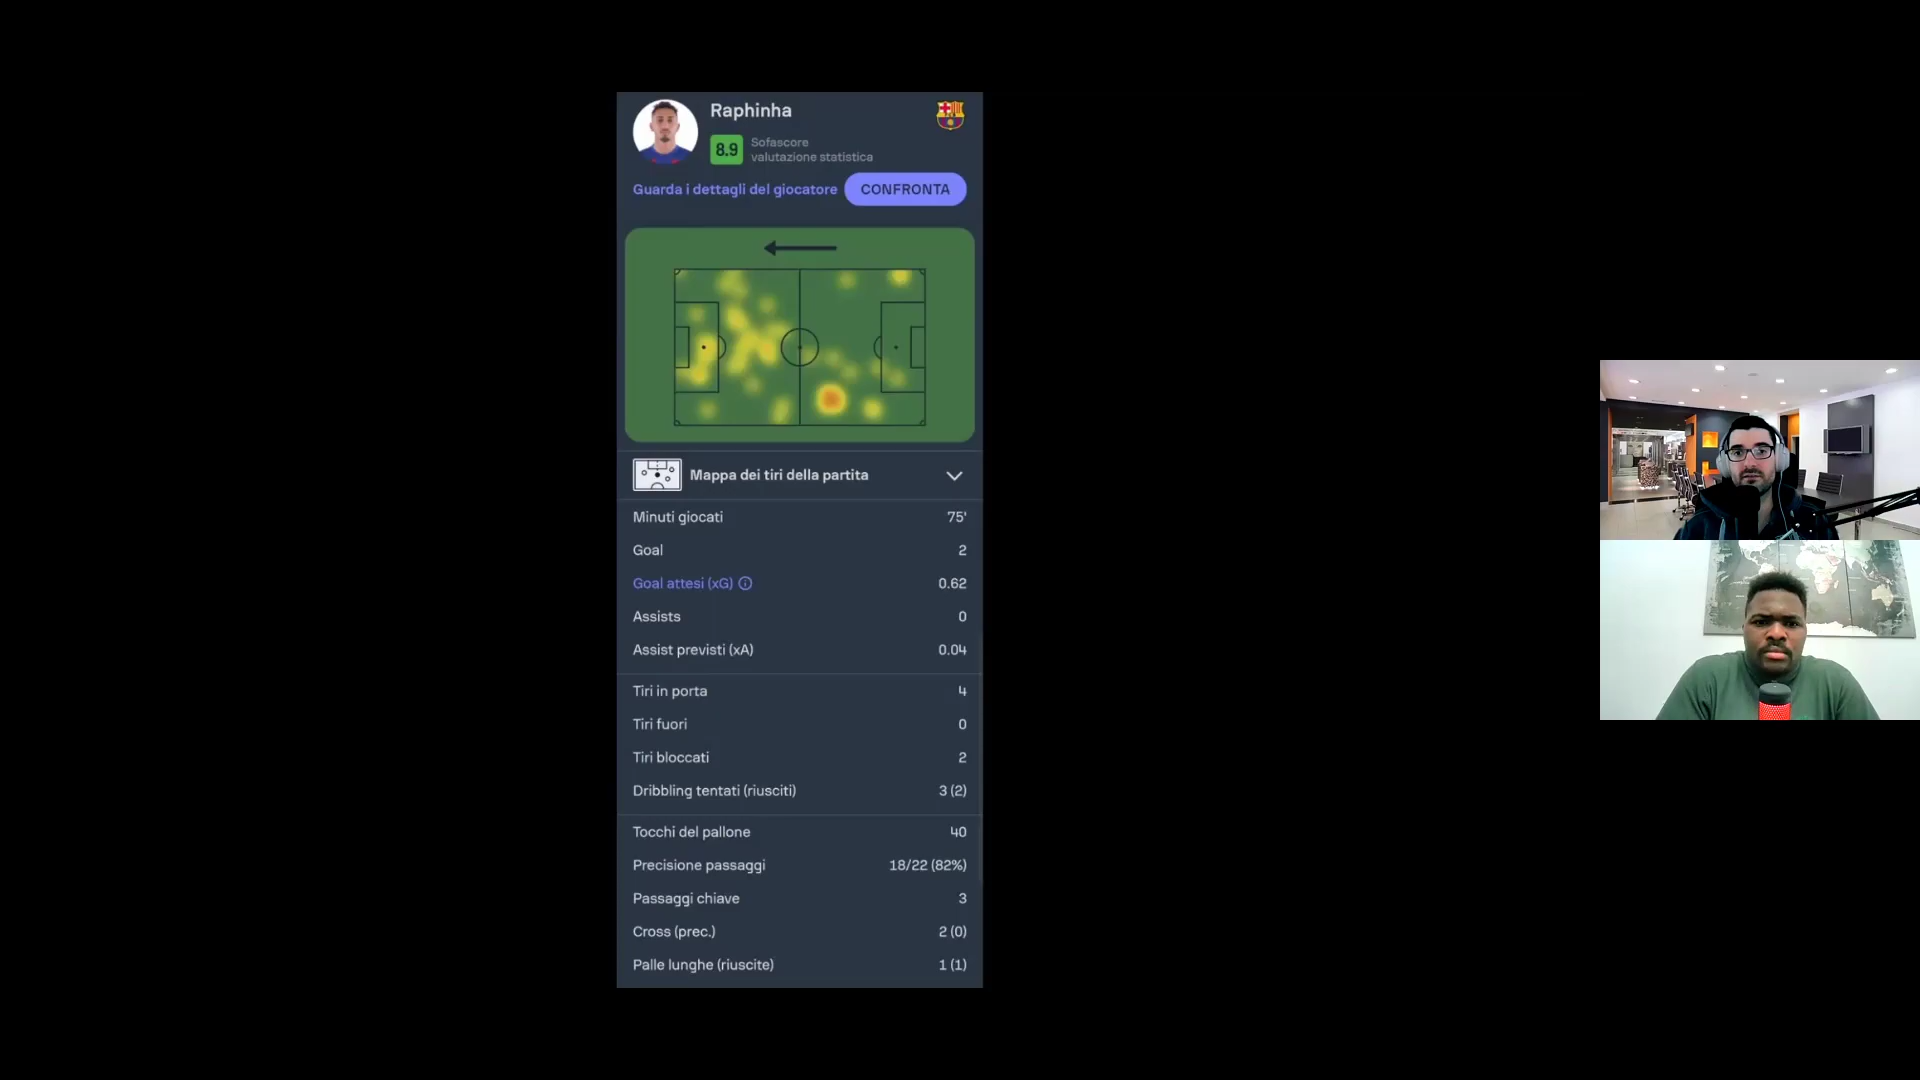 Raphinha
8.9
Sofascore
valutazione statistica
Guarda i dettagli del giocatore
CONFRONTA
Mappa dei tiri della partita
Minuti giocati 75'
Goal 2
Goal attesi (xG) 0.62
Assists 0
Assist previsti (xA) 0.04
Tiri in porta 4
Tiri fuori 0
Tiri bloccati 2
Dribbling tentati (riusciti) 3 (2)
Tocchi del pallone 40
Precisione passaggi 18/22 (82%)
Passaggi chiave 3
Cross (prec.) 2 (0)
Palle lunghe (riuscite) 1 (1)